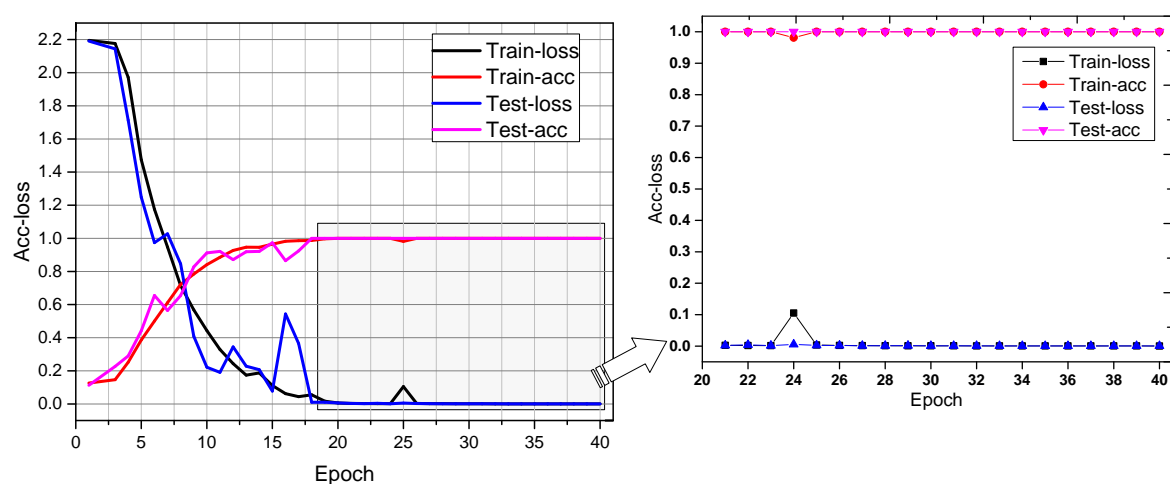 2.2
2.0
1.8
1.6
1.4
1.2
1.0
0.8
0.6
0.4
0.2
0.0
Acc-loss
Train-loss
Train-acc
Test-loss
Test-acc
0 5 10 15 20 25 30 35 40
Epoch
1.0
0.9
0.8
0.7
0.6
0.5
0.4
0.3
0.2
0.1
0.0
Acc-loss
Train-loss
Train-acc
Test-loss
Test-acc
20 22 24 26 28 30 32 34 36 38 40
Epoch